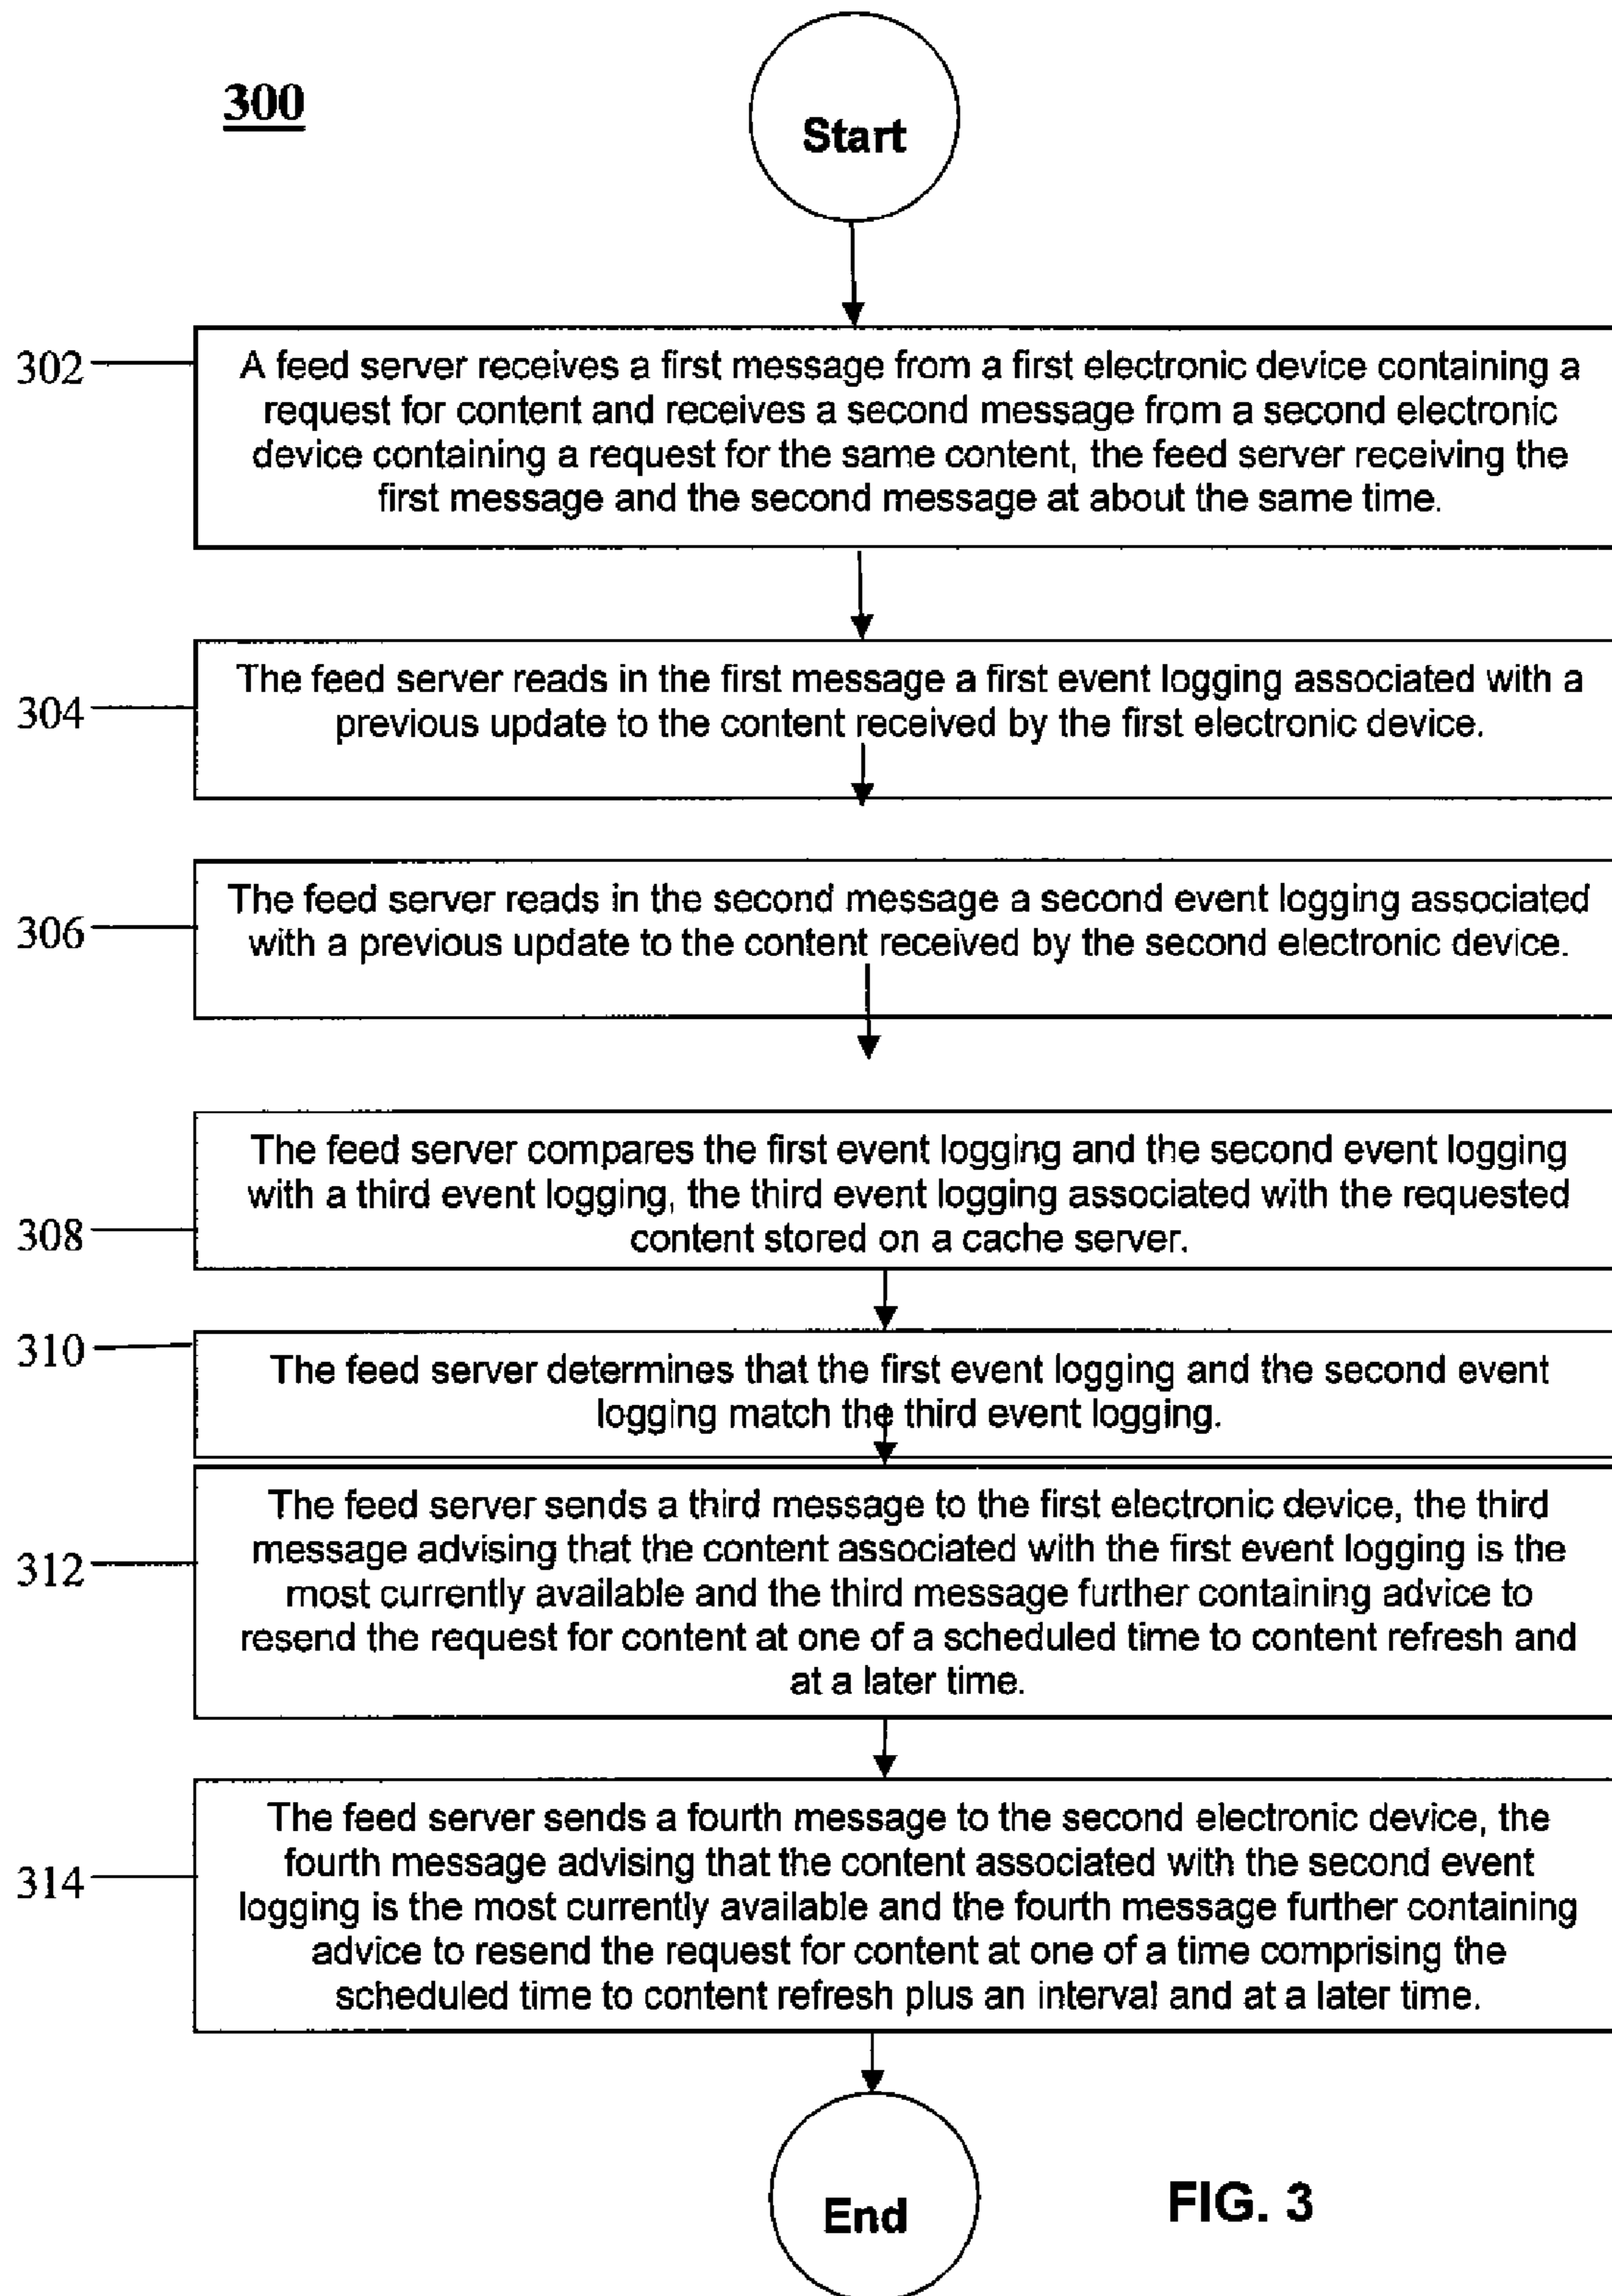 300
Start
302
A feed server receives a first message from a first electronic device containing a
request for content and receives a second message from a second electronic
device containing a request for the same content, the feed server receiving the
first message and the second message at about the same time.
304
The feed server reads in the first message a first event logging associated with a
previous update to the content received by the first electronic device.
306
The feed server reads in the second message a second event logging associated
with a previous update to the content received by the second electronic device.
308
The feed server compares the first event logging and the second event logging
with a third event logging, the third event logging associated with the requested
content stored on a cache server.
310
The feed server determines that the first event logging and the second event
logging match the third event logging.
312
The feed server sends a third message to the first electronic device, the third
message advising that the content associated with the first event logging is the
most currently available and the third message further containing advice to
resend the request for content at one of a scheduled time to content refresh and
at a later time.
314
The feed server sends a fourth message to the second electronic device, the
fourth message advising that the content associated with the second event
logging is the most currently available and the fourth message further containing
advice to resend the request for content at one of a time comprising the
scheduled time to content refresh plus an interval and at a later time.
End
FIG. 3